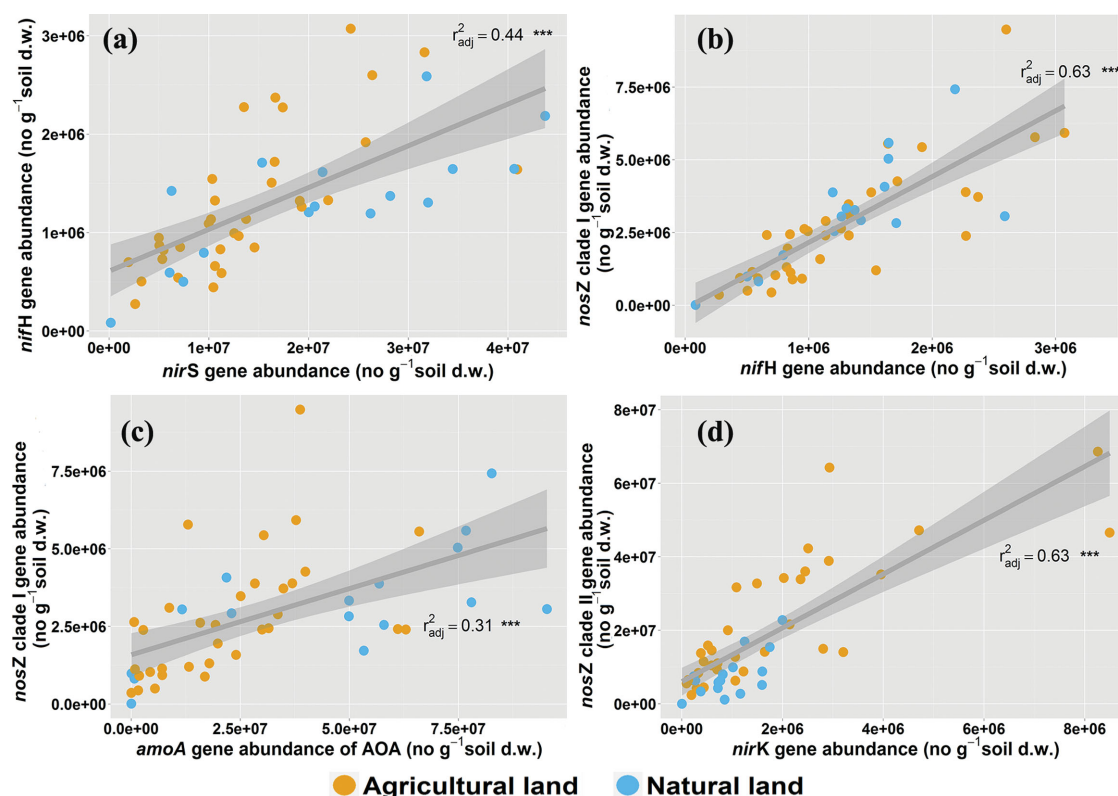 (a)
r²adj = 0.44 ***
nifH gene abundance (no g⁻¹soil d.w.)
3e+06
2e+06
1e+06
0e+00
0e+00 1e+07 2e+07 3e+07 4e+07
nirS gene abundance (no g⁻¹soil d.w.)
(b)
r²adj = 0.63 ***
nosZ clade I gene abundance
(no g⁻¹soil d.w.)
7.5e+06
5.0e+06
2.5e+06
0.0e+00
0e+00 1e+06 2e+06 3e+06
nifH gene abundance (no g⁻¹soil d.w.)
(c)
r²adj = 0.31 ***
nosZ clade I gene abundance
(no g⁻¹soil d.w.)
7.5e+06
5.0e+06
2.5e+06
0.0e+00
0.0e+00 2.5e+07 5.0e+07 7.5e+07
amoA gene abundance of AOA (no g⁻¹soil d.w.)
(d)
r²adj = 0.63 ***
nosZ clade II gene abundance
(no g⁻¹soil d.w.)
8e+07
6e+07
4e+07
2e+07
0e+00
0e+00 2e+06 4e+06 6e+06 8e+06
nirK gene abundance (no g⁻¹soil d.w.)
Agricultural land Natural land